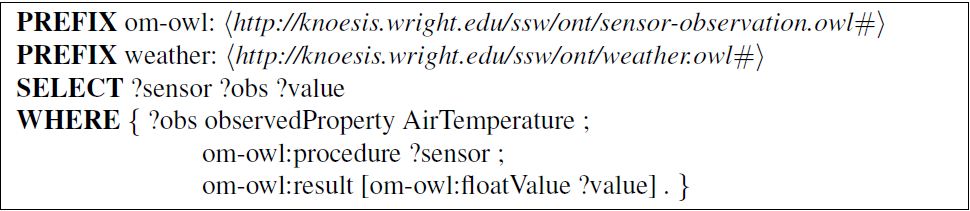 PREFIX om-owl: ⟨http://knoesis.wright.edu/ssw/ont/sensor-observation.owl#⟩
PREFIX weather: ⟨http://knoesis.wright.edu/ssw/ont/weather.owl#⟩
SELECT ?sensor ?obs ?value
WHERE { ?obs observedProperty AirTemperature ;
om-owl:procedure ?sensor ;
om-owl:result [om-owl:floatValue ?value] . }